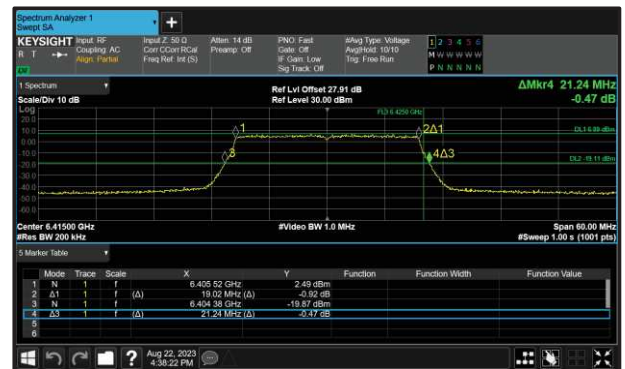 Spectrum Analyzer 1
Swept SA
KEYSIGHT Input: RF Input Z: 50 Ω Atten: 14 dB PNO: Fast #Avg Type: Voltage 1 2 3 4 5 6
R T Coupling: AC Corr CCorr RCal Preamp: Off Gate: Off Avg|Hold: 10/10 M W W W W W
Align: Partial Freq Ref: Int (S) IF Gain: Low Trig: Free Run
Sig Track: Off P N N N N N
1 Spectrum
Ref Lvl Offset 27.91 dB ΔMkr4 21.24 MHz
Scale/Div 10 dB Ref Level 30.00 dBm -0.47 dB
Log
20.0
10.0
0.00
-10.0
-20.0
-30.0
-40.0
-50.0
-60.0
1
2Δ1
3
4Δ3
Center 6.41500 GHz #Video BW 1.0 MHz Span 60.00 MHz
#Res BW 200 kHz #Sweep 1.00 s (1001 pts)
5 Marker Table
Mode Trace Scale X Y Function Function Width Function Value
1 N 1 f 6.405 52 GHz 2.49 dBm
2 Δ1 1 f (Δ) 19.02 MHz (Δ) -0.92 dB
3 N 1 f 6.404 38 GHz -19.87 dBm
4 Δ3 1 f (Δ) 21.24 MHz (Δ) -0.47 dB
5
6
? Aug 22, 2023
4:38:22 PM